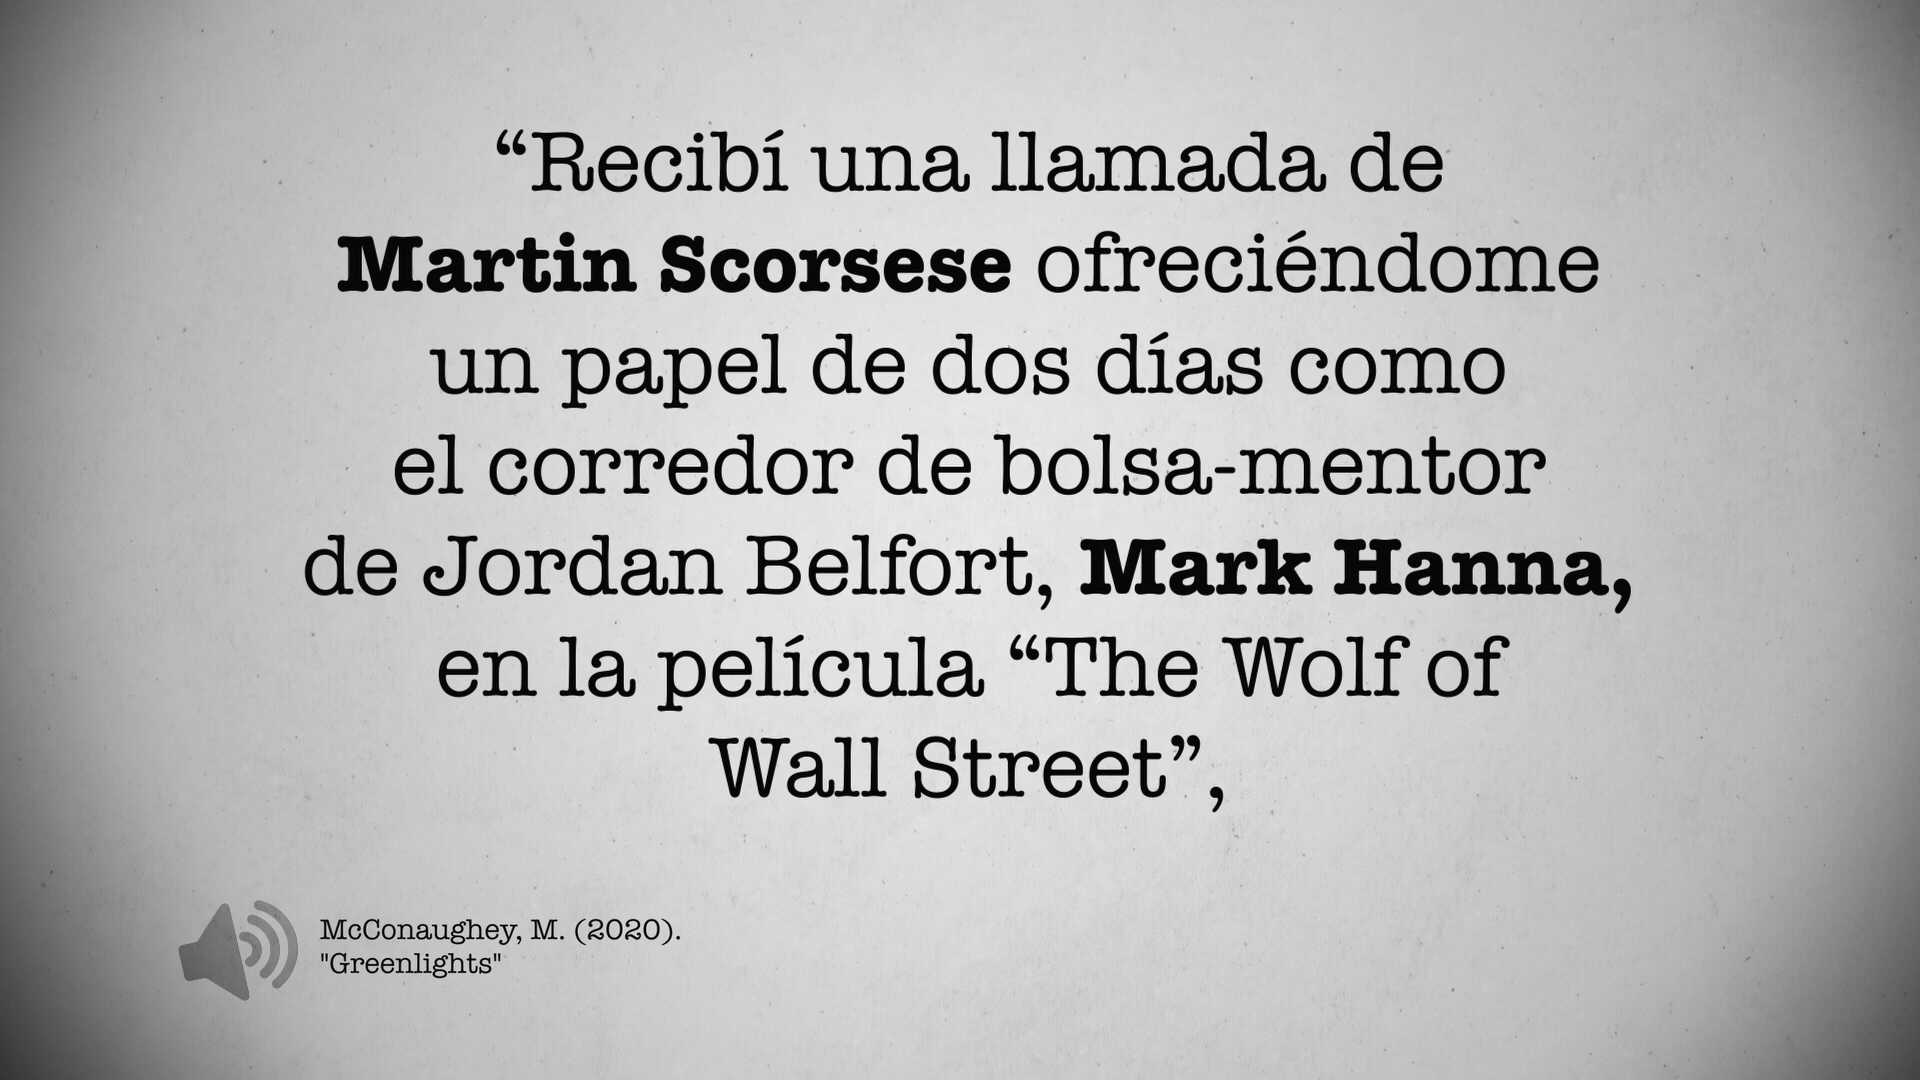 “Recibí una llamada de
Martin Scorsese ofreciéndome
un papel de dos días como
el corredor de bolsa-mentor
de Jordan Belfort, Mark Hanna,
en la película “The Wolf of
Wall Street”,
McConaughey, M. (2020).
"Greenlights"